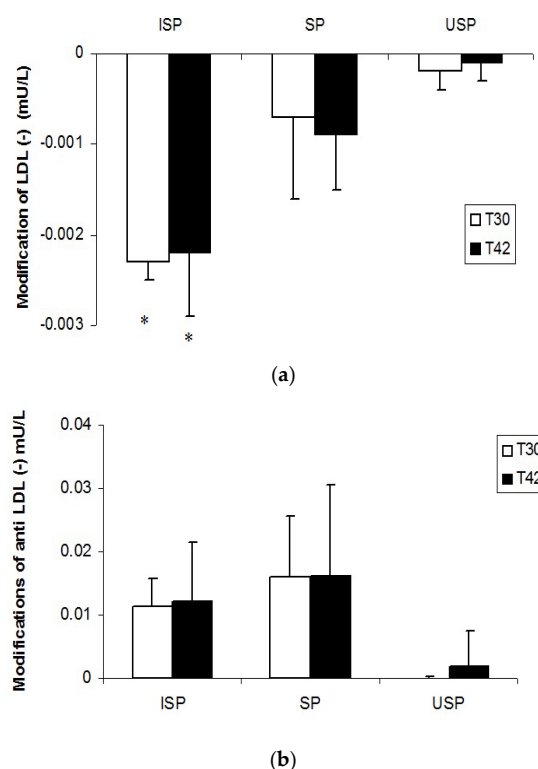 ISP SP USP
0
-0.001
-0.002
-0.003
Modification of LDL (-) (mU/L)
T30
T42
* *
(a)
0.04
0.03
0.02
0.01
0
Modifications of anti LDL (-) mU/L
T30
T42
ISP SP USP
(b)